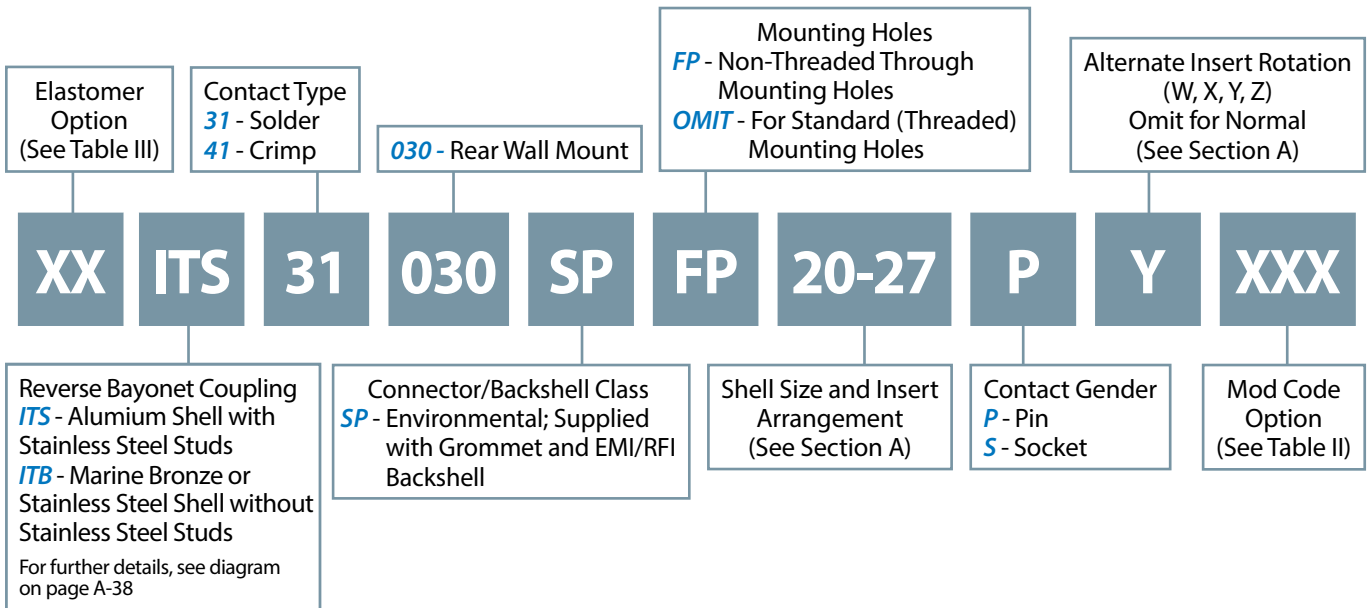 Elastomer
Option
(See Table III)
Contact Type
31 - Solder
41 - Crimp
030 - Rear Wall Mount
Mounting Holes
FP - Non-Threaded Through
Mounting Holes
OMIT - For Standard (Threaded)
Mounting Holes
Alternate Insert Rotation
(W, X, Y, Z)
Omit for Normal
(See Section A)
XX ITS 31 030 SP FP 20-27 P Y XXX
Reverse Bayonet Coupling
ITS - Alumium Shell with
Stainless Steel Studs
ITB - Marine Bronze or
Stainless Steel Shell without
Stainless Steel Studs
For further details, see diagram
on page A-38
Connector/Backshell Class
SP - Environmental; Supplied
with Grommet and EMI/RFI
Backshell
Shell Size and Insert
Arrangement
(See Section A)
Contact Gender
P - Pin
S - Socket
Mod Code
Option
(See Table II)